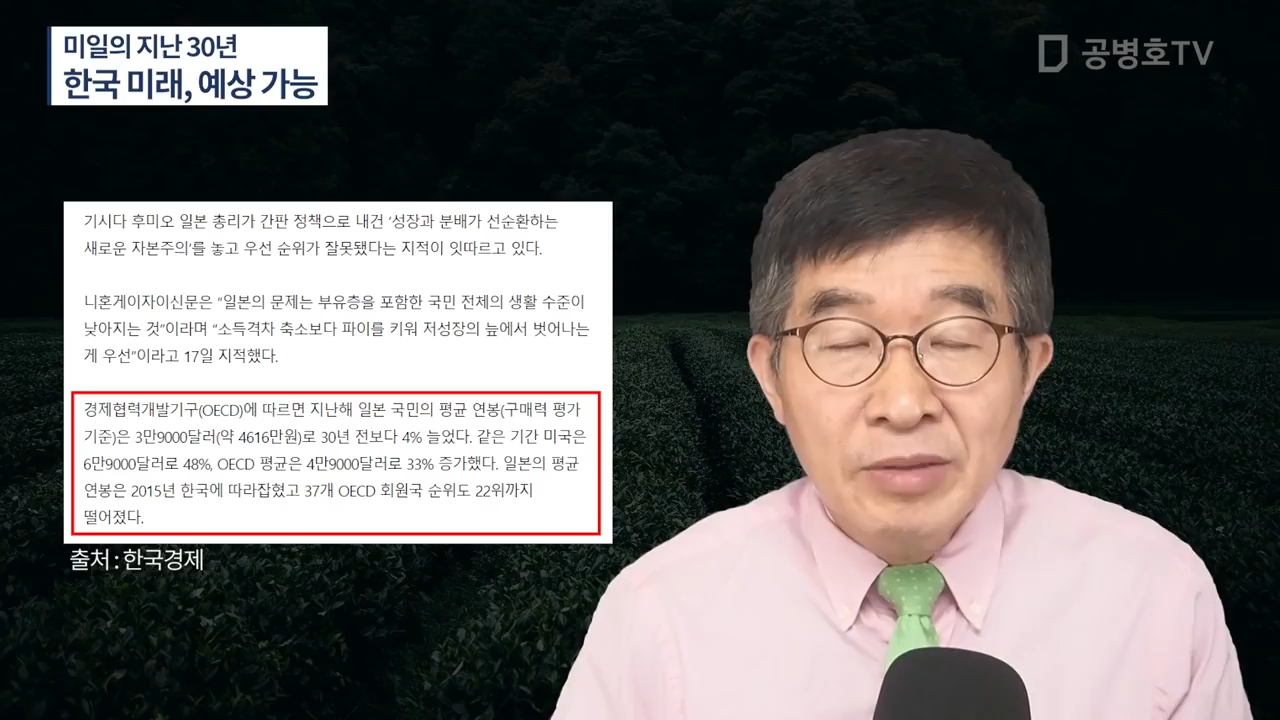 미일의 지난 30년
한국 미래, 예상 가능
공병호TV
기시다 후미오 일본 총리가 간판 정책으로 내건 '성장과 분배가 선순환하는
새로운 자본주의'를 놓고 우선 순위가 잘못됐다는 지적이 잇따르고 있다.
니혼게이자이신문은 "일본의 문제는 부유층을 포함한 국민 전체의 생활 수준이
낮아지는 것"이라며 "소득격차 축소보다 파이를 키워 저성장의 늪에서 벗어나는
게 우선"이라고 17일 지적했다.
경제협력개발기구(OECD)에 따르면 지난해 일본 국민의 평균 연봉(구매력 평가
기준)은 3만9000달러(약 4616만원)로 30년 전보다 4% 늘었다. 같은 기간 미국은
6만9000달러로 48%, OECD 평균은 4만9000달러로 33% 증가했다. 일본의 평균
연봉은 2015년 한국에 따라잡혔고 37개 OECD 회원국 순위도 22위까지
떨어졌다.
출처 : 한국경제